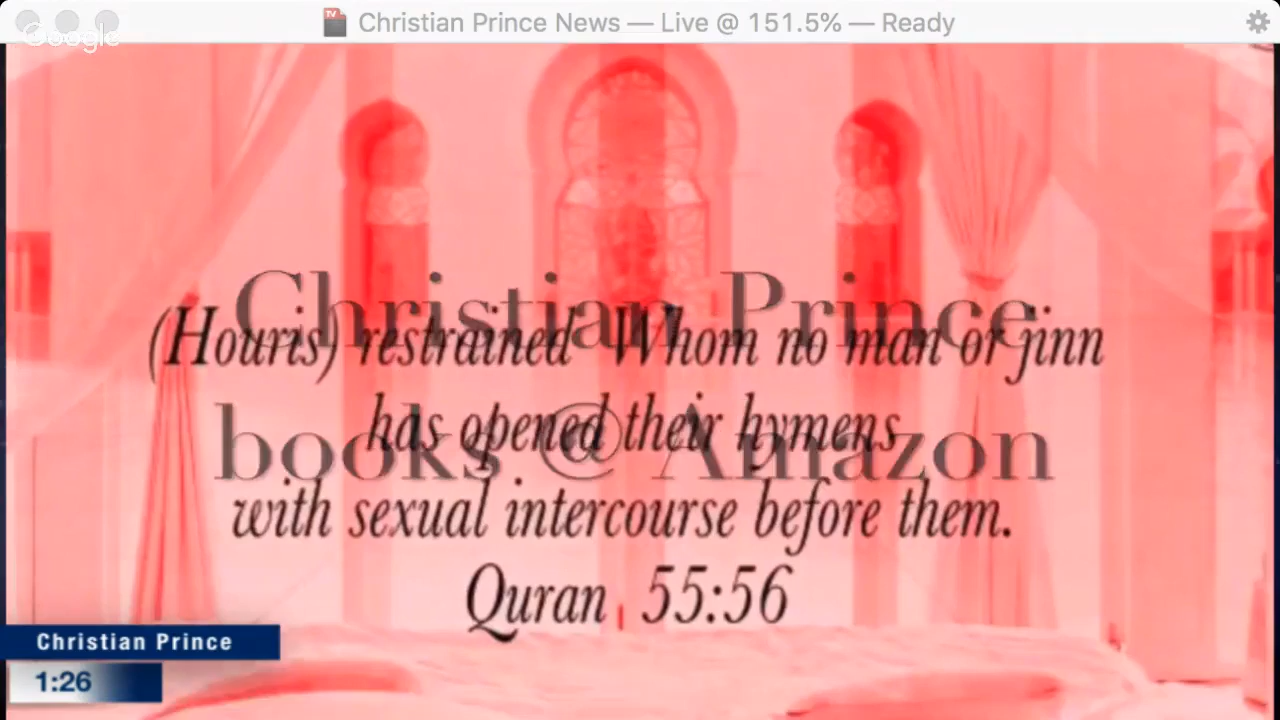 TV
Christian Prince News — Live @ 151.5% — Ready
Google
Christian Prince
books @ Amazon
(Houris) restrained Whom no man or jinn
has opened their hymens
with sexual intercourse before them.
Quran 55:56
Christian Prince
1:26